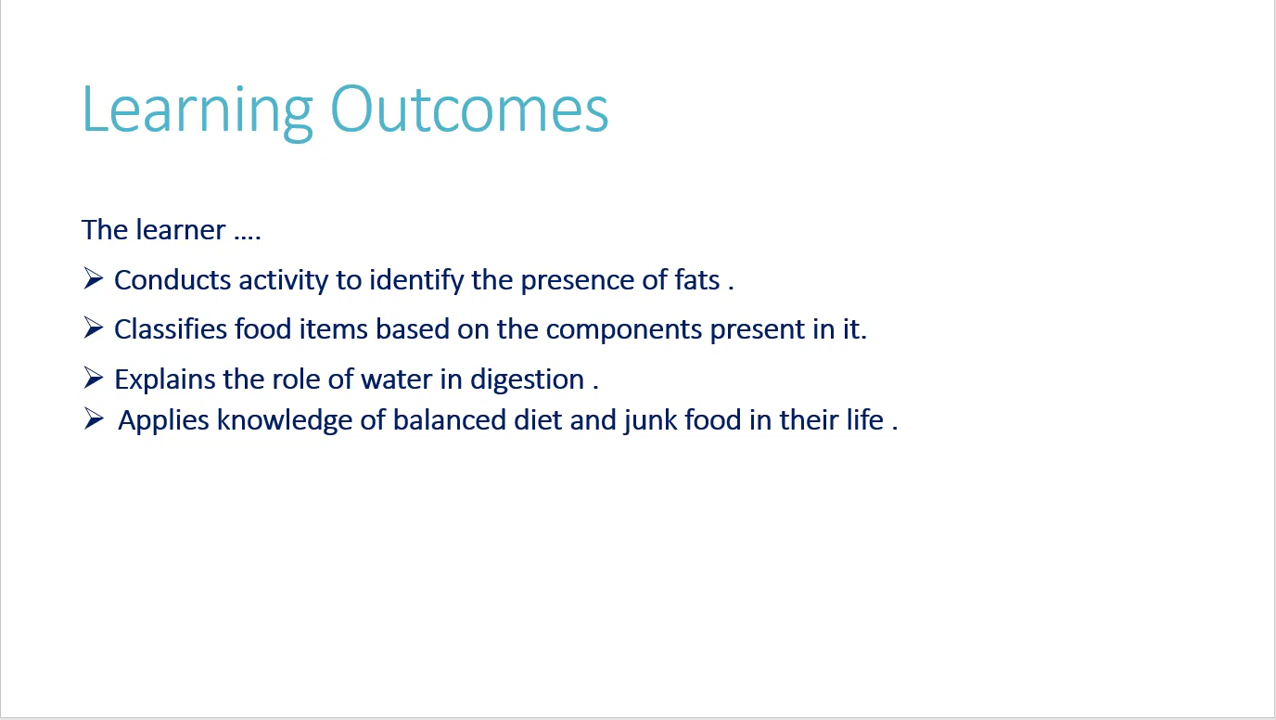 Learning Outcomes
The learner ....
➢ Conducts activity to identify the presence of fats .
➢ Classifies food items based on the components present in it.
➢ Explains the role of water in digestion .
➢ Applies knowledge of balanced diet and junk food in their life .